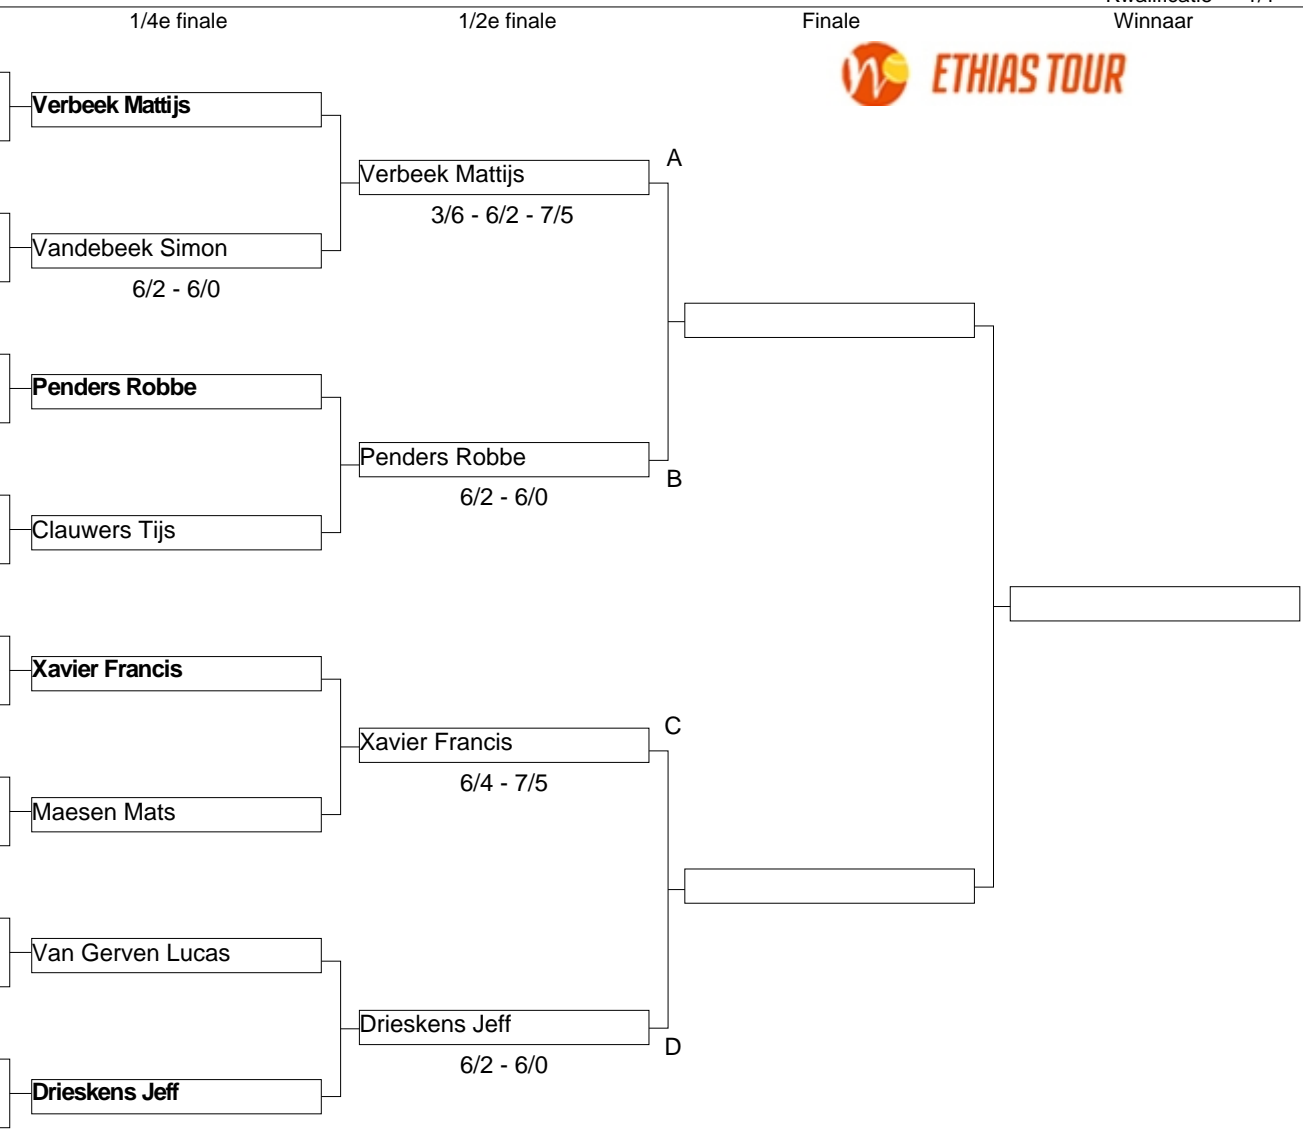 1/4e finale 1/2e finale Finale Winnaar
ETHIAS TOUR
Verbeek Mattijs
A
Verbeek Mattijs
3/6 - 6/2 - 7/5
Vandebeek Simon
6/2 - 6/0
Penders Robbe
Penders Robbe
B
6/2 - 6/0
Clauwers Tijs
Xavier Francis
C
Xavier Francis
6/4 - 7/5
Maesen Mats
Van Gerven Lucas
Drieskens Jeff
D
6/2 - 6/0
Drieskens Jeff